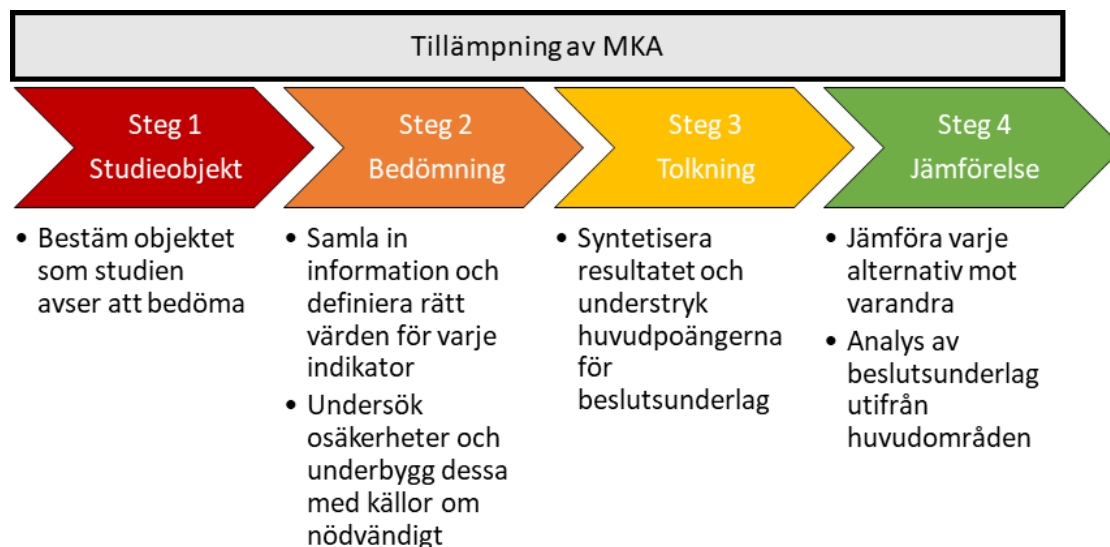 Tillämpning av MKA
Steg 1
Studieobjekt
Steg 2
Bedömning
Steg 3
Tolkning
Steg 4
Jämförelse
• Bestäm objektet
som studien
avser att bedöma
• Samla in
information och
definiera rätt
värden för varje
indikator
• Undersök
osäkerheter och
underbygg dessa
med källor om
nödvändigt
• Syntetisera
resultatet och
understryk
huvudpoängerna
för
beslutsunderlag
• Jämföra varje
alternativ mot
varandra
• Analys av
beslutsunderlag
utifrån
huvudområden